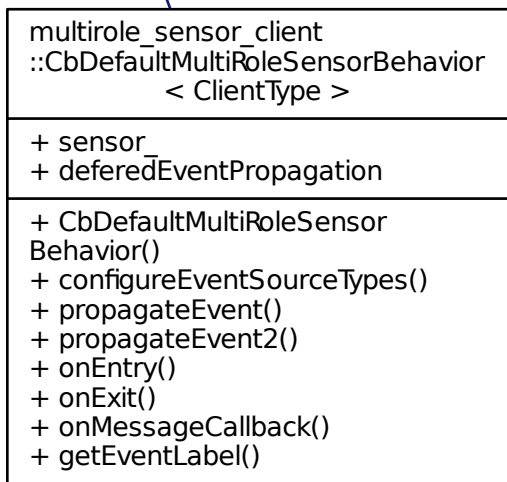 multirole_sensor_client
::CbDefaultMultiRoleSensorBehavior
< ClientType >
+ sensor_
+ deferedEventPropagation
+ CbDefaultMultiRoleSensor
Behavior()
+ configureEventSourceTypes()
+ propagateEvent()
+ propagateEvent2()
+ onEntry()
+ onExit()
+ onMessageCallback()
+ getEventLabel()